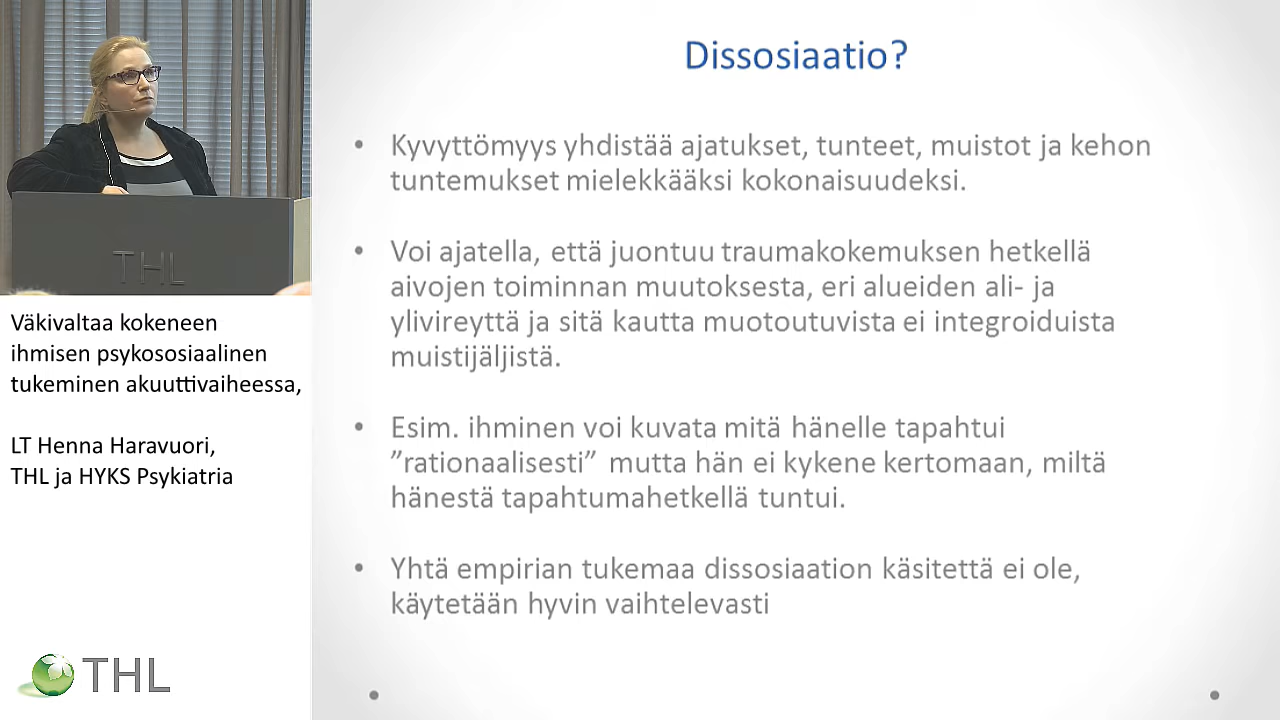 THL
Väkivaltaa kokeneen
ihmisen psykososiaalinen
tukeminen akuuttivaiheessa,
LT Henna Haravuori,
THL ja HYKS Psykiatria
THL
Dissosiaatio?
• Kyvyttömyys yhdistää ajatukset, tunteet, muistot ja kehon
tuntemukset mielekkääksi kokonaisuudeksi.
• Voi ajatella, että juontuu traumakokemuksen hetkellä
aivojen toiminnan muutoksesta, eri alueiden ali- ja
ylivireyttä ja sitä kautta muotoutuvista ei integroiduista
muistijäljistä.
• Esim. ihminen voi kuvata mitä hänelle tapahtui
”rationaalisesti” mutta hän ei kykene kertomaan, miltä
hänestä tapahtumahetkellä tuntui.
• Yhtä empirian tukemaa dissosiaation käsitettä ei ole,
käytetään hyvin vaihtelevasti